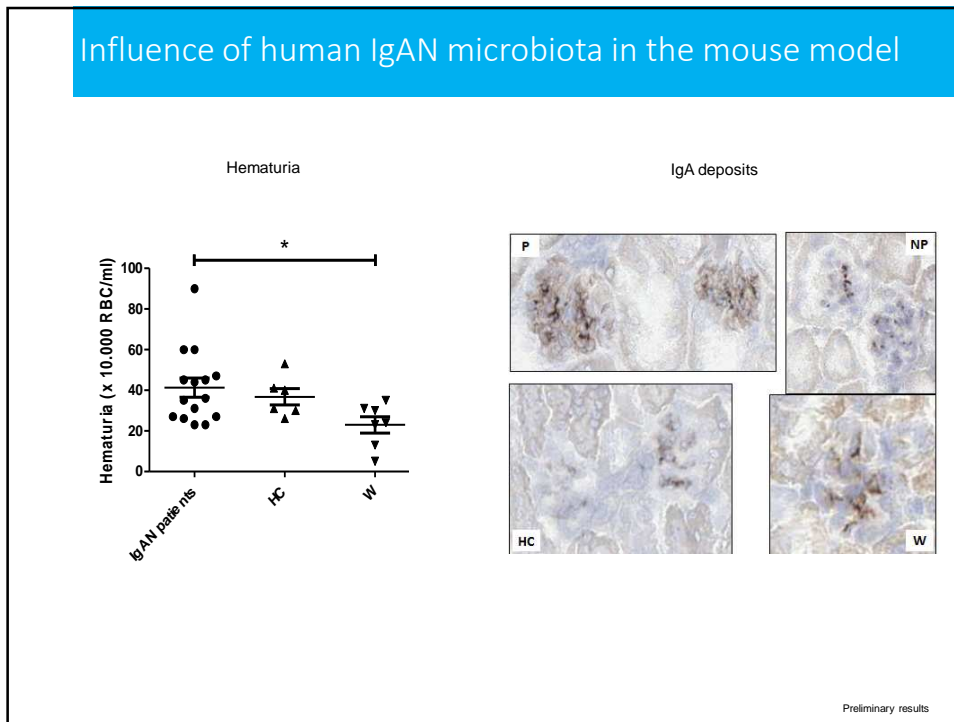 Influence of human IgAN microbiota in the mouse model
Hematuria
IgA deposits
*
Hematuria (x 10.000 RBC/ml)
100
80
60
40
20
0
IgAN patients
HC
W
P
NP
HC
W
Preliminary results